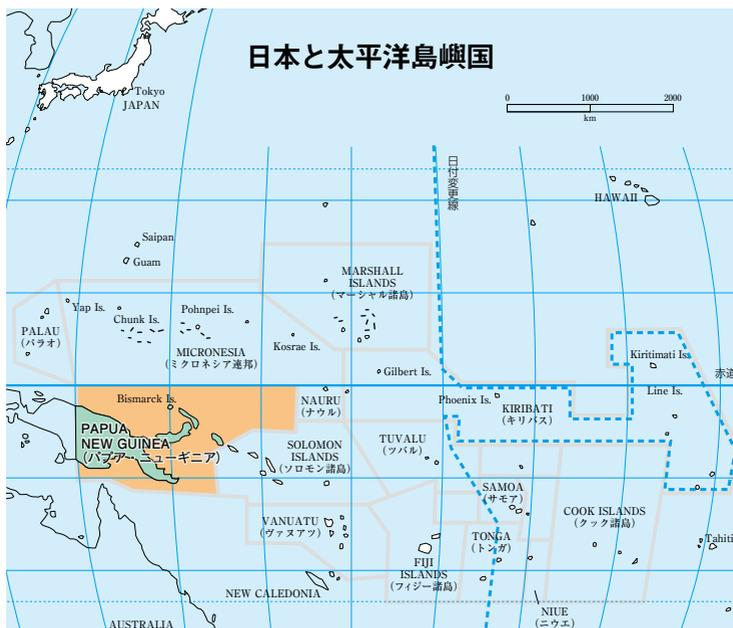 日本と太平洋島嶼国
Tokyo
JAPAN
0 1000 2000
km
日付変更線
HAWAII
Saipan
Guam
MARSHALL
ISLANDS
(マーシャル諸島)
Yap Is.
Chunk Is.
Pohnpei Is.
PALAU
(パラオ)
MICRONESIA
(ミクロネシア連邦)
Kosrae Is.
Kiritimati Is.
Gilbert Is.
赤道
Line Is.
Bismarck Is.
NAURU
(ナウル)
Phoenix Is.
KIRIBATI
(キリバス)
PAPUA
NEW GUINEA
(パプア・ニューギニア)
SOLOMON
ISLANDS
(ソロモン諸島)
TUVALU
(ツバル)
SAMOA
(サモア)
COOK ISLANDS
(クック諸島)
VANUATU
(ヴァヌアツ)
TONGA
(トンガ)
Tahiti
FIJI
ISLANDS
(フィジー諸島)
NEW CALEDONIA
NIUE
(ニウエ)
AUSTRALIA